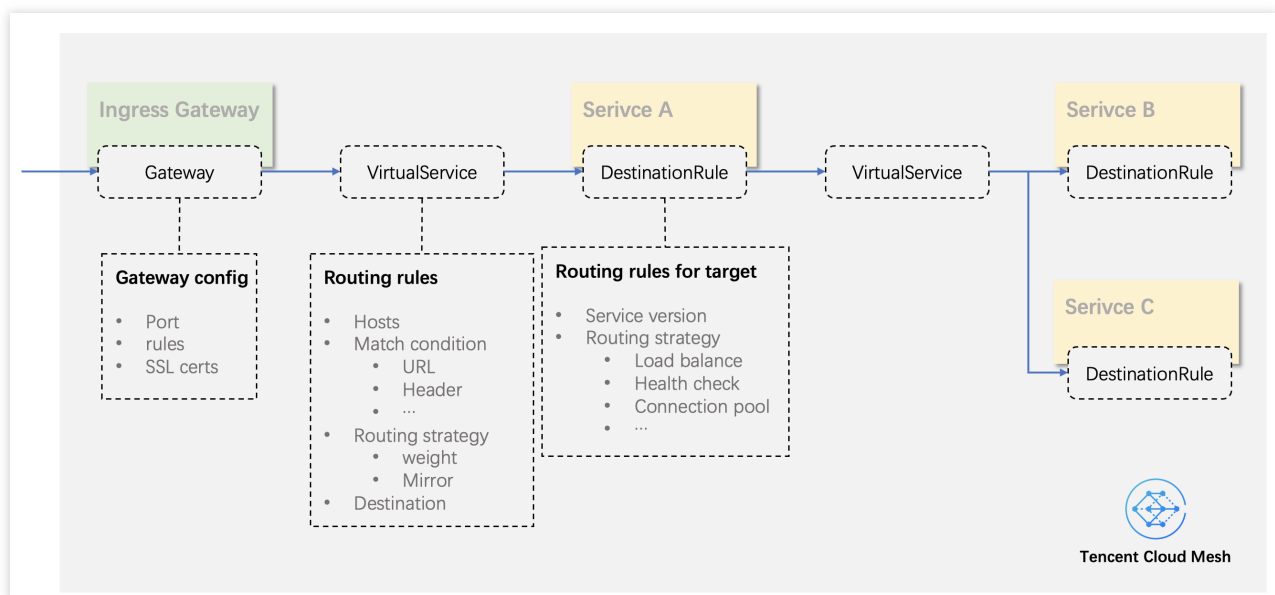 Ingress Gateway
Gateway
VirtualService
Serivce A
DestinationRule
VirtualService
Serivce B
DestinationRule
Serivce C
DestinationRule
Gateway config
• Port
• rules
• SSL certs
Routing rules
• Hosts
• Match condition
• URL
• Header
• ...
• Routing strategy
• weight
• Mirror
• Destination
Routing rules for target
• Service version
• Routing strategy
• Load balance
• Health check
• Connection pool
• ...
Tencent Cloud Mesh